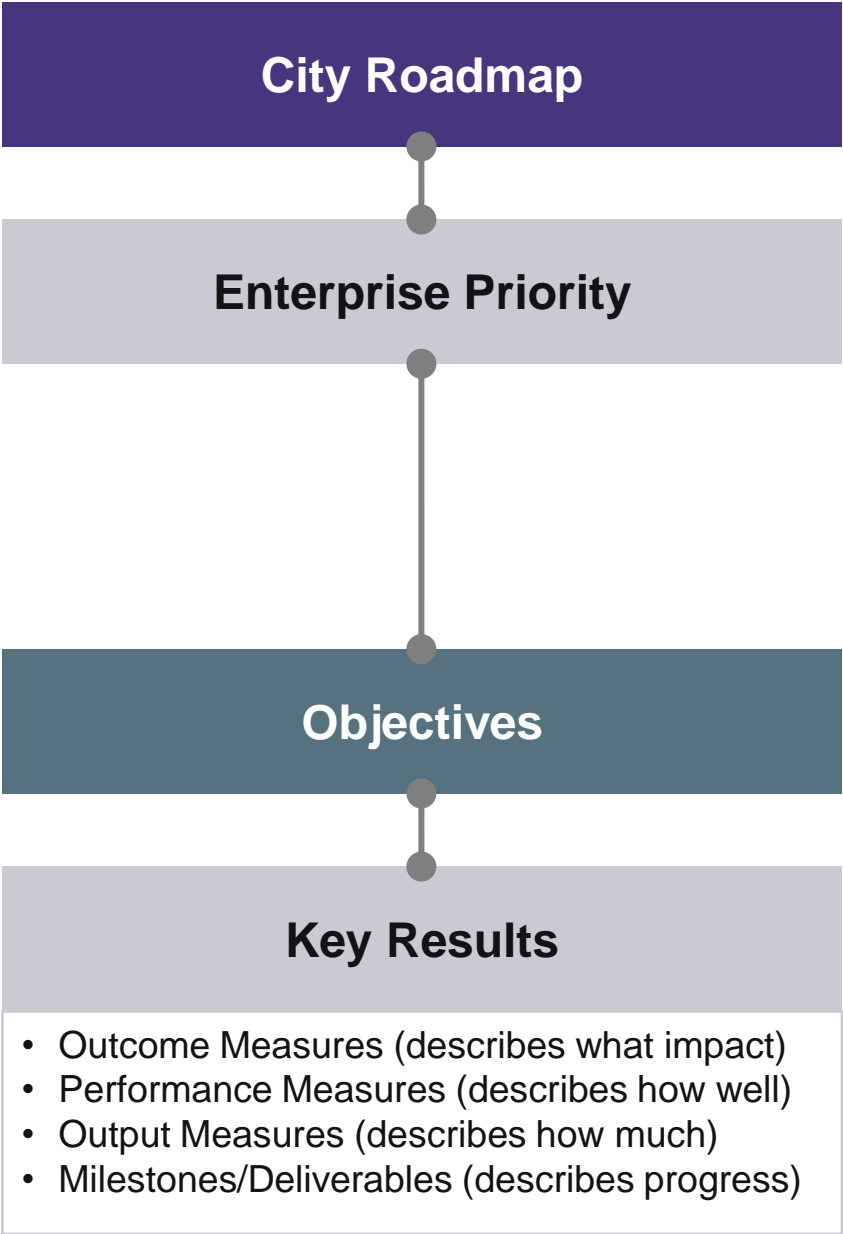 City Roadmap
Enterprise Priority
Objectives
Key Results
• Outcome Measures (describes what impact)
• Performance Measures (describes how well)
• Output Measures (describes how much)
• Milestones/Deliverables (describes progress)